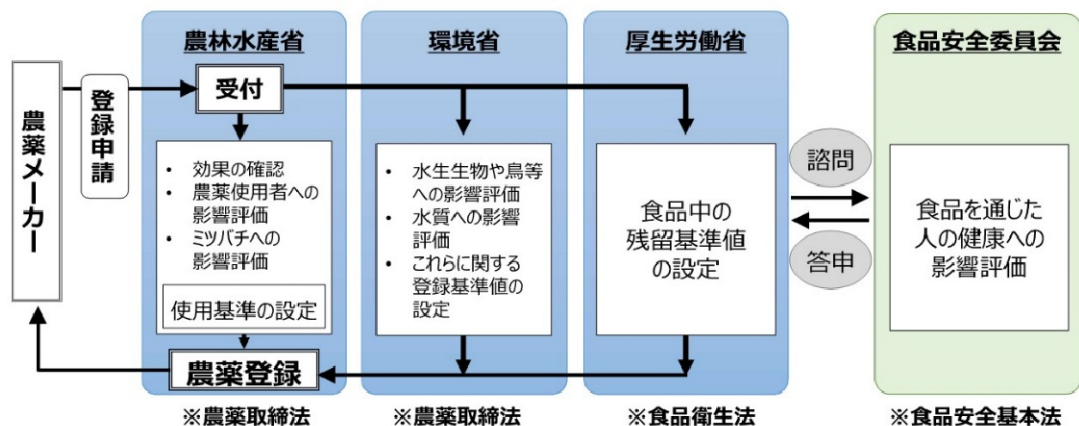 農林水産省
環境省
厚生労働省
食品安全委員会
農薬メーカー
登録申請
受付
• 効果の確認
• 農薬使用者への
影響評価
• ミツバチへの
影響評価
使用基準の設定
農薬登録
• 水生生物や鳥等
への影響評価
• 水質への影響
評価
• これらに関する
登録基準値の
設定
食品中の
残留基準値
の設定
諮問
答申
食品を通じた
人の健康への
影響評価
※農薬取締法
※農薬取締法
※食品衛生法
※食品安全基本法